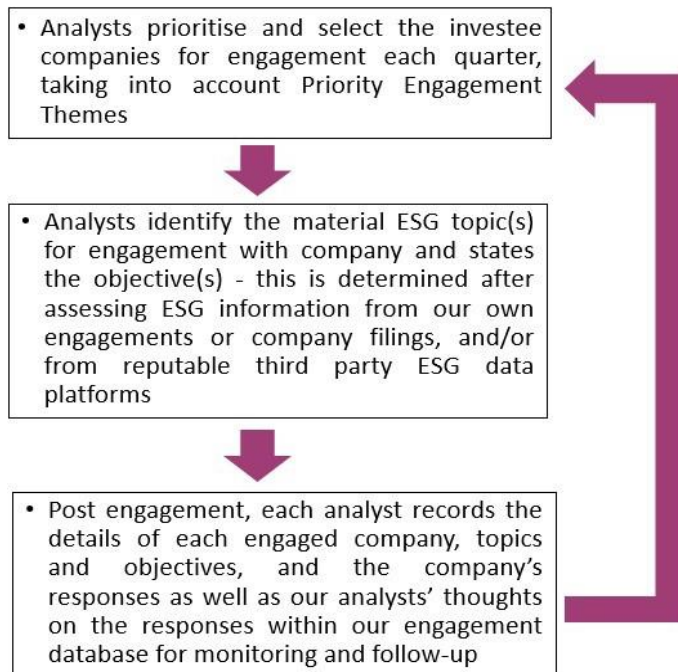 • Analysts prioritise and select the investee
companies for engagement each quarter,
taking into account Priority Engagement
Themes
• Analysts identify the material ESG topic(s)
for engagement with company and states
the objective(s) - this is determined after
assessing ESG information from our own
engagements or company filings, and/or
from reputable third party ESG data
platforms
• Post engagement, each analyst records the
details of each engaged company, topics
and objectives, and the company’s
responses as well as our analysts’ thoughts
on the responses within our engagement
database for monitoring and follow-up